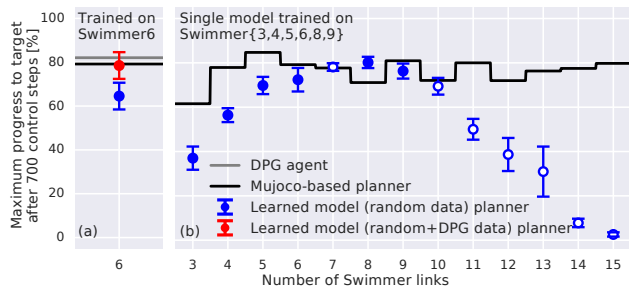 Maximum progress to target
after 700 control steps [%]
100
80
60
40
20
0
Trained on
Swimmer6
(a)
6
Single model trained on
Swimmer{3,4,5,6,8,9}
DPG agent
Mujoco-based planner
Learned model (random data) planner
Learned model (random+DPG data) planner
(b)
3 4 5 6 7 8 9 10 11 12 13 14 15
Number of Swimmer links